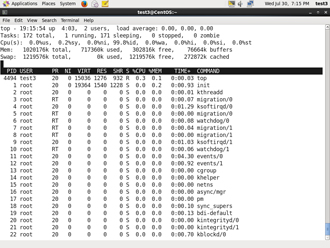 Wed Jul 30, 7:15 PM test3
test3@CentOS:~
File Edit View Search Terminal Help
top - 19:15:54 up 4:03, 2 users, load average: 0.00, 0.00, 0.00
Tasks: 172 total, 1 running, 171 sleeping, 0 stopped, 0 zombie
Cpu(s): 0.0%us, 0.2%sy, 0.0%ni, 99.8%id, 0.0%wa, 0.0%hi, 0.0%si, 0.0%st
Mem: 1020176k total, 717360k used, 302816k free, 70664k buffers
Swap: 1219576k total, 0k used, 1219576k free, 272872k cached
PID USER PR NI VIRT RES SHR S %CPU %MEM TIME+ COMMAND
4494 test3 20 0 15036 1276 932 R 0.3 0.1 0:00.03 top
1 root 20 0 19364 1540 1228 S 0.0 0.2 0:00.93 init
2 root 20 0 0 0 0 S 0.0 0.0 0:00.01 kthreadd
3 root RT 0 0 0 0 S 0.0 0.0 0:00.07 migration/0
4 root 20 0 0 0 0 S 0.0 0.0 0:01.29 ksoftirqd/0
5 root RT 0 0 0 0 S 0.0 0.0 0:00.00 migration/0
6 root RT 0 0 0 0 S 0.0 0.0 0:00.08 watchdog/0
7 root RT 0 0 0 0 S 0.0 0.0 0:00.04 migration/1
8 root RT 0 0 0 0 S 0.0 0.0 0:00.00 migration/1
9 root 20 0 0 0 0 S 0.0 0.0 0:01.03 ksoftirqd/1
10 root RT 0 0 0 0 S 0.0 0.0 0:00.06 watchdog/1
11 root 20 0 0 0 0 S 0.0 0.0 0:04.30 events/0
12 root 20 0 0 0 0 S 0.0 0.0 0:00.92 events/1
13 root 20 0 0 0 0 S 0.0 0.0 0:00.00 cgroup
14 root 20 0 0 0 0 S 0.0 0.0 0:00.00 khelper
15 root 20 0 0 0 0 S 0.0 0.0 0:00.00 netns
16 root 20 0 0 0 0 S 0.0 0.0 0:00.00 async/mgr
17 root 20 0 0 0 0 S 0.0 0.0 0:00.00 pm
18 root 20 0 0 0 0 S 0.0 0.0 0:00.10 sync_supers
19 root 20 0 0 0 0 S 0.0 0.0 0:00.13 bdi-default
20 root 20 0 0 0 0 S 0.0 0.0 0:00.00 kintegrityd/0
21 root 20 0 0 0 0 S 0.0 0.0 0:00.00 kintegrityd/1
22 root 20 0 0 0 0 S 0.0 0.0 0:00.70 kblockd/0